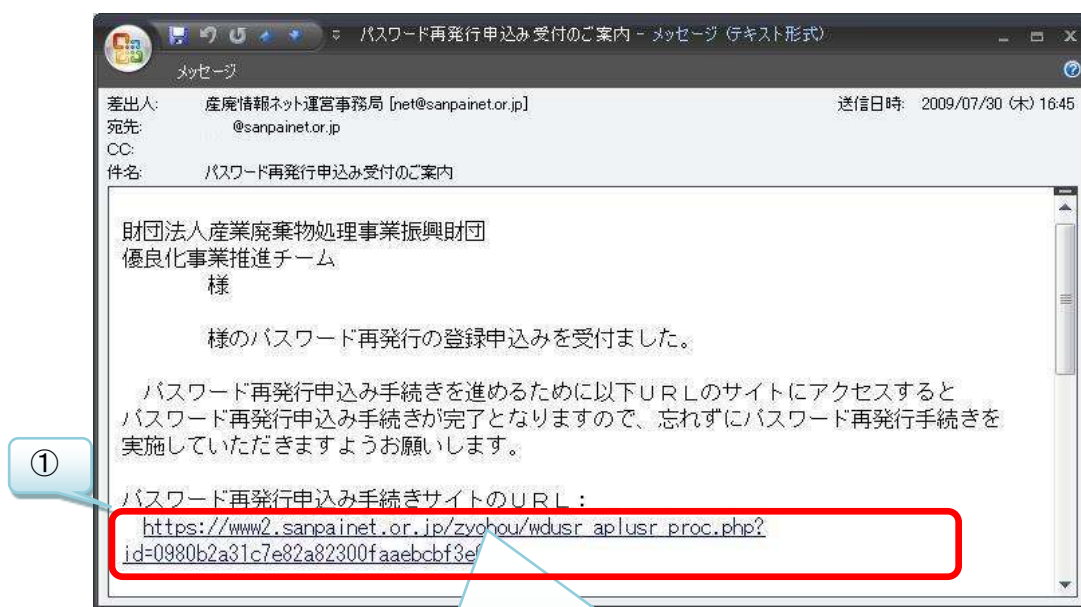 パスワード再発行申込み受付のご案内 - メッセージ (テキスト形式)
メッセージ
差出人: 産廃情報ネット運営事務局 [net@sanpainet.or.jp] 送信日時: 2009/07/30 (木) 16:45
宛先: @sanpainet.or.jp
CC:
件名: パスワード再発行申込み受付のご案内
財団法人産業廃棄物処理事業振興財団
優良化事業推進チーム
様
様のパスワード再発行の登録申込みを受付ました。
パスワード再発行申込み手続きを進めるために以下URLのサイトにアクセスすると
パスワード再発行申込み手続きが完了となりますので、忘れずにパスワード再発行手続きを
実施していただきますようお願いします。
①
パスワード再発行申込み手続きサイトのURL:
https://www2.sanpainet.or.jp/zyohou/wdusr_aplusr_proc.php?
id=0980b2a31c7e82a82300faaebcbf3e